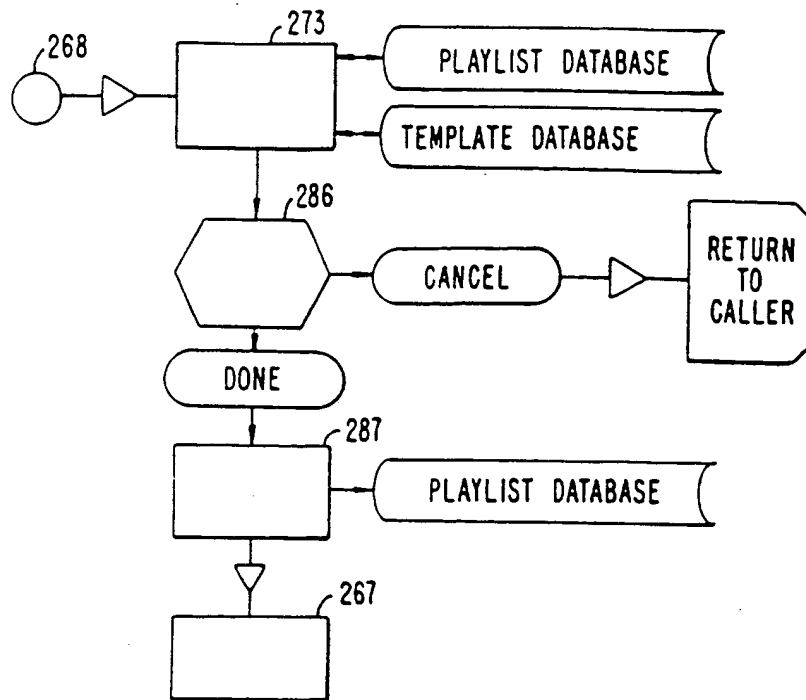 268
273
PLAYLIST DATABASE
TEMPLATE DATABASE
286
CANCEL
RETURN
TO
CALLER
DONE
287
PLAYLIST DATABASE
267